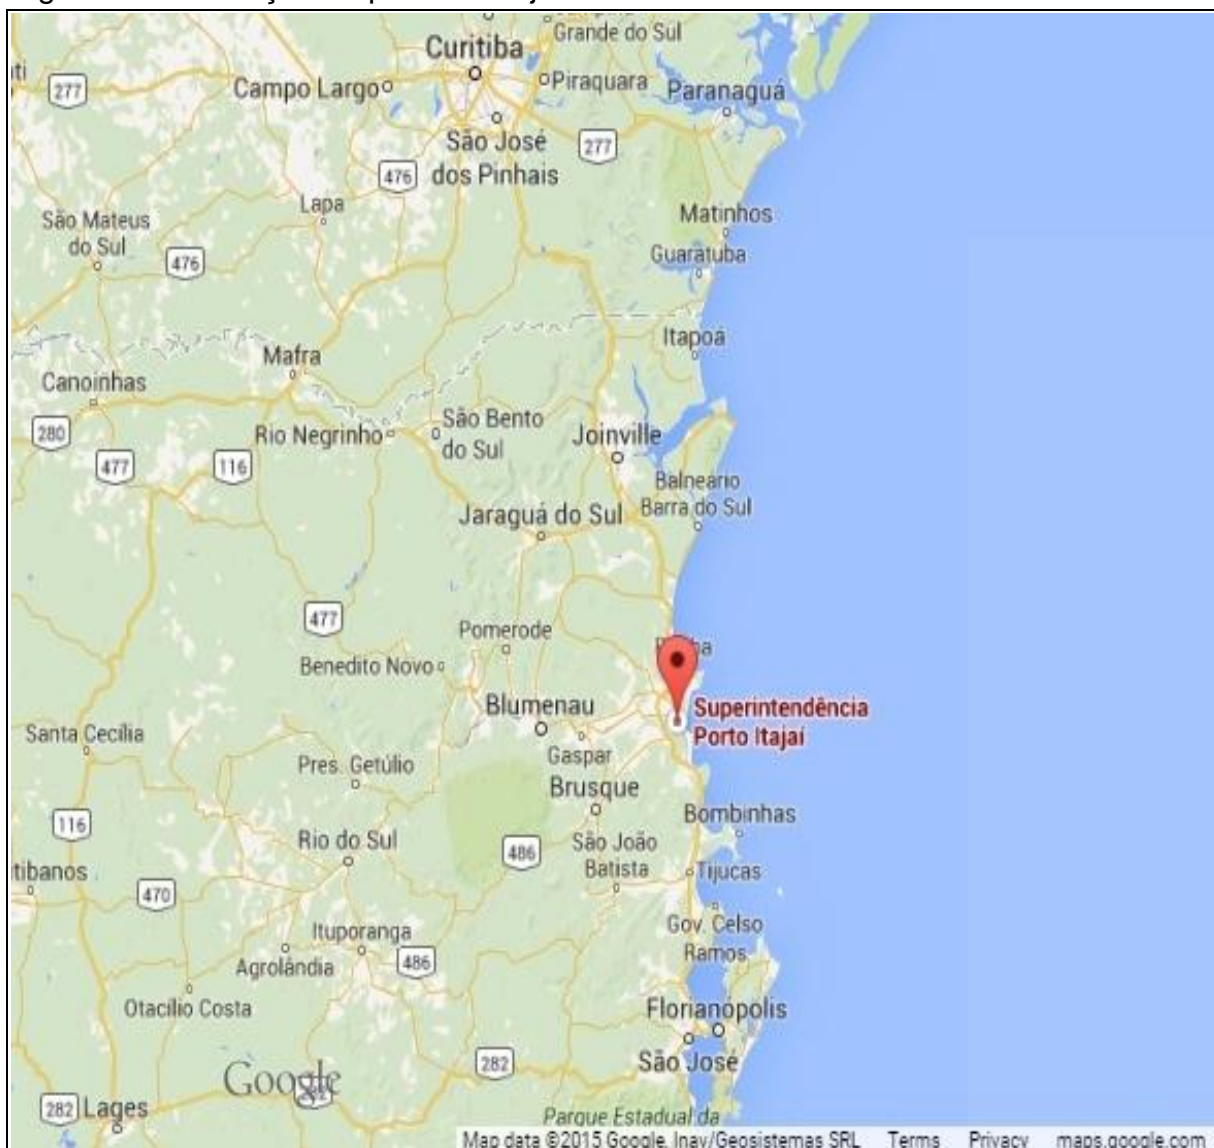 Grande do Sul
Curitiba
277
Campo Largo
Piraquara
Paranaguá
São José
dos Pinhais
277
476
Lapa
São Mateus
do Sul
Matinhos
476
Guaratuba
Itapoá
Mafra
Canoinhas
280
Rio Negrinho
São Bento
do Sul
Joinville
477
116
Balneário
Barra do Sul
Jaraguá do Sul
477
Pomerode
Benedito Novo
Blumenau
Superintendência
Porto Itajaí
Santa Cecília
Gaspar
Pres. Getúlio
Brusque
116
Bombinhas
Rio do Sul
486
São João
Batista
Tijucas
tibanos
470
Gov. Celso
Ramos
Ituporanga
Agrolândia
486
Otacílio Costa
Florianópolis
São José
282
Google
282
Lages
Parque Estadual da
Map data ©2015 Google, Inav/Geosistemas SRL Terms Privacy maps.google.com